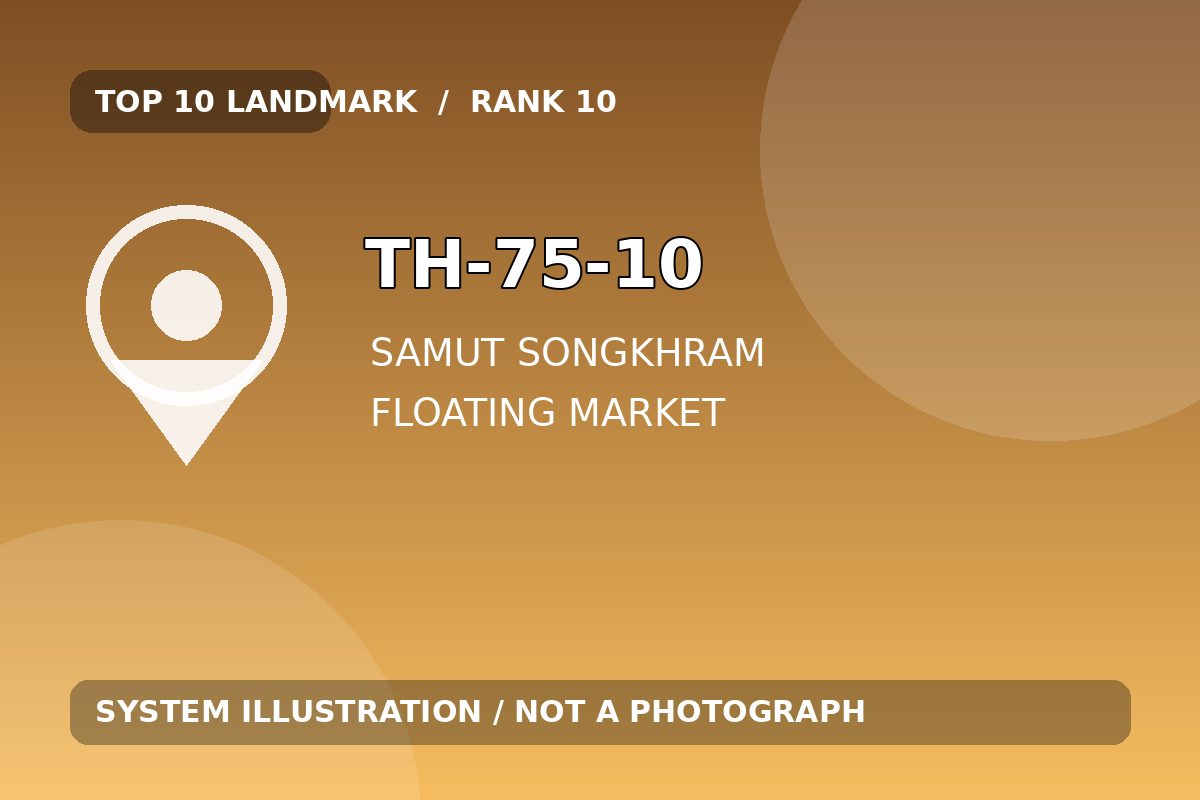 TOP 10 LANDMARK / RANK 10
TH-75-10
SAMUT SONGKHRAM
FLOATING MARKET
SYSTEM ILLUSTRATION / NOT A PHOTOGRAPH